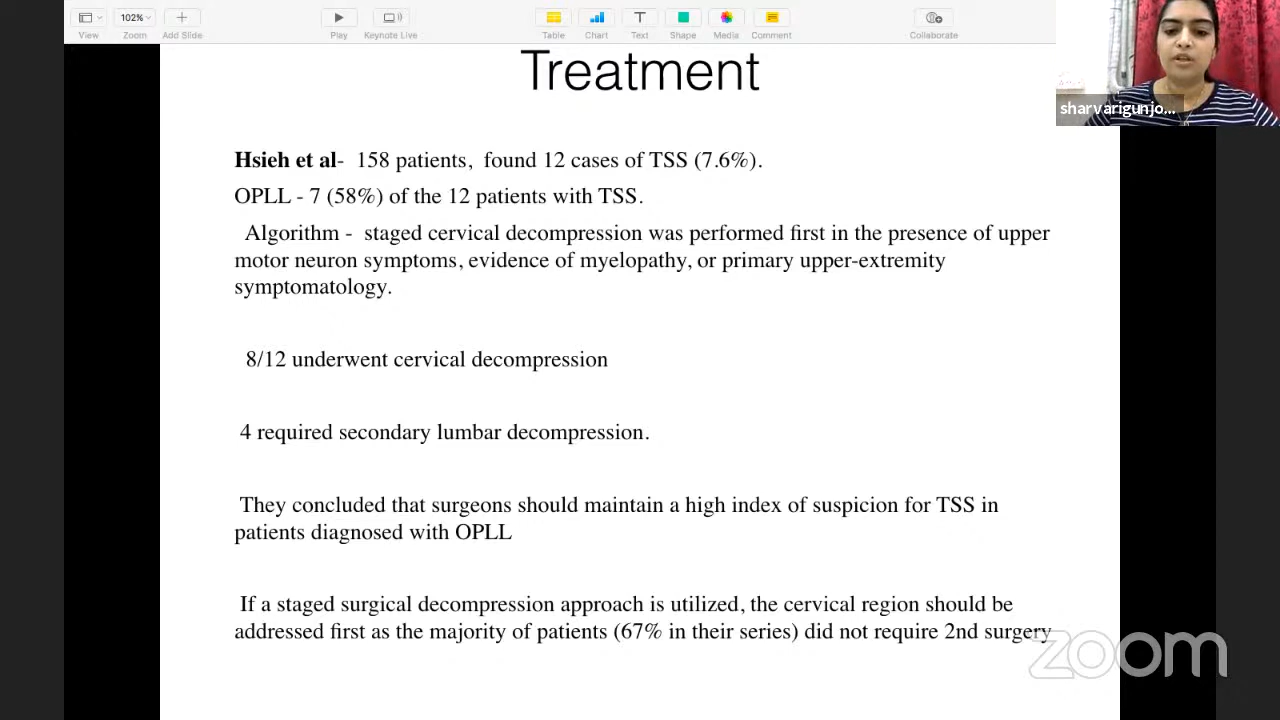 102%
View
Zoom
Add Slide
Play
Keynote Live
Table
Chart
Text
Shape
Media
Comment
Collaborate
sharvarigunjo...
Treatment
Hsieh et al- 158 patients, found 12 cases of TSS (7.6%).
OPLL - 7 (58%) of the 12 patients with TSS.
Algorithm - staged cervical decompression was performed first in the presence of upper
motor neuron symptoms, evidence of myelopathy, or primary upper-extremity
symptomatology.
8/12 underwent cervical decompression
4 required secondary lumbar decompression.
They concluded that surgeons should maintain a high index of suspicion for TSS in
patients diagnosed with OPLL
If a staged surgical decompression approach is utilized, the cervical region should be
addressed first as the majority of patients (67% in their series) did not require 2nd surgery
zoom